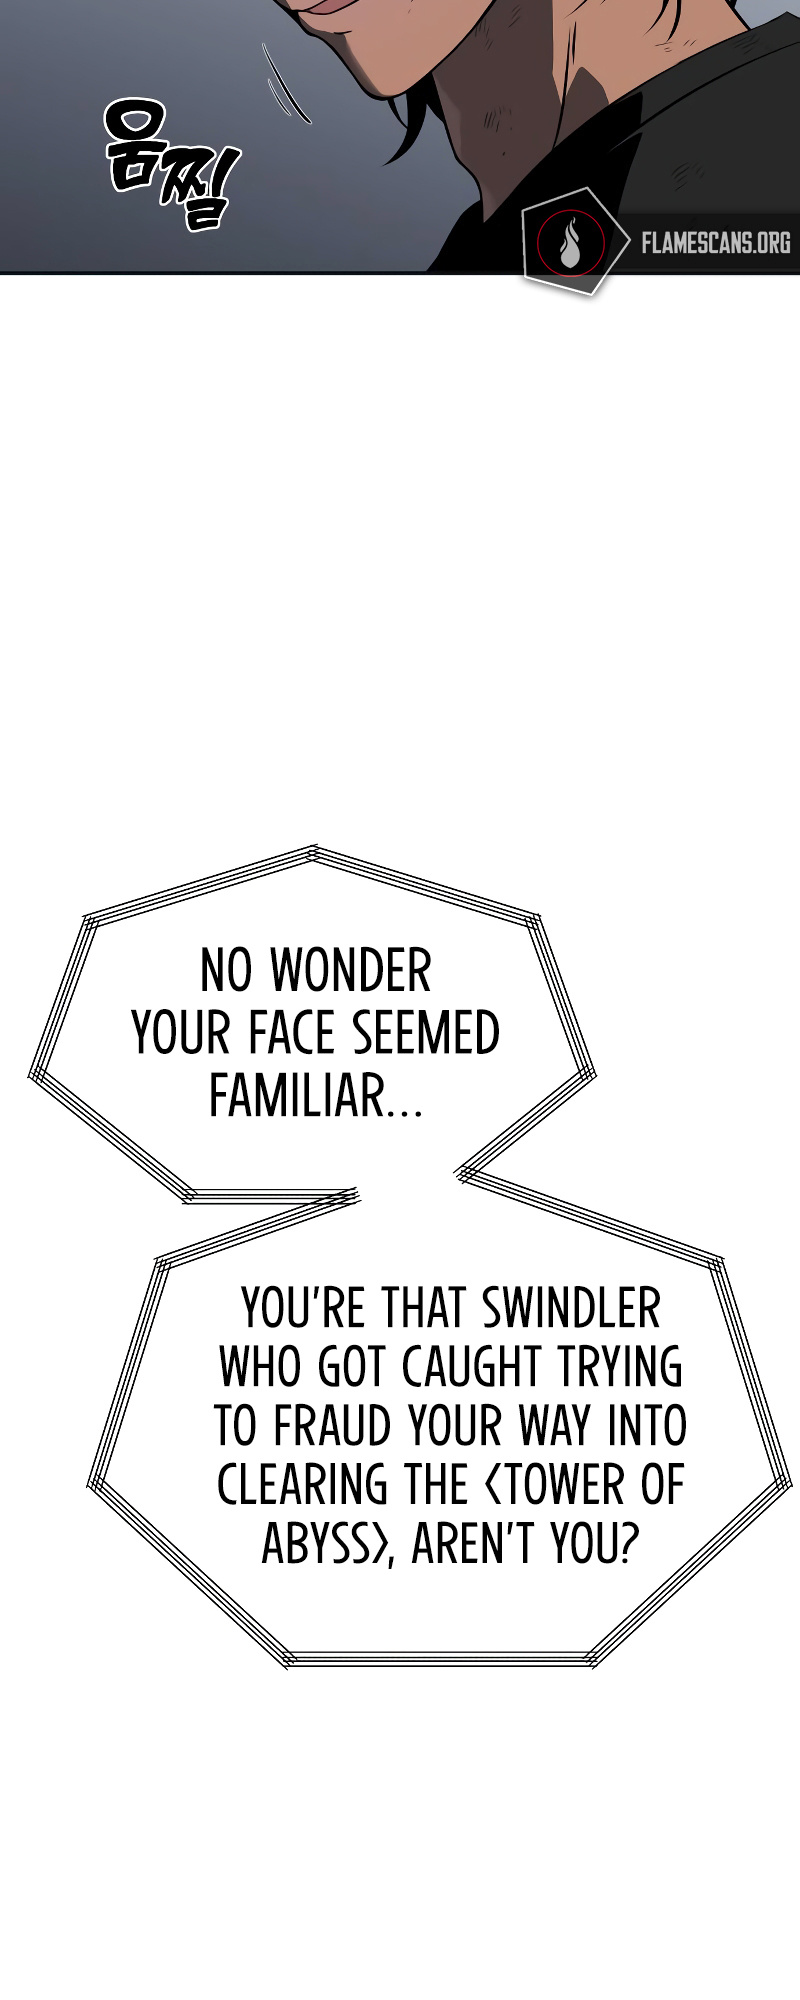 움찔
FLAMESCANS.ORG
NO WONDER
YOUR FACE SEEMED
FAMILIAR...
YOU'RE THAT SWINDLER
WHO GOT CAUGHT TRYING
TO FRAUD YOUR WAY INTO
CLEARING THE <TOWER OF
ABYSS>, AREN'T YOU?